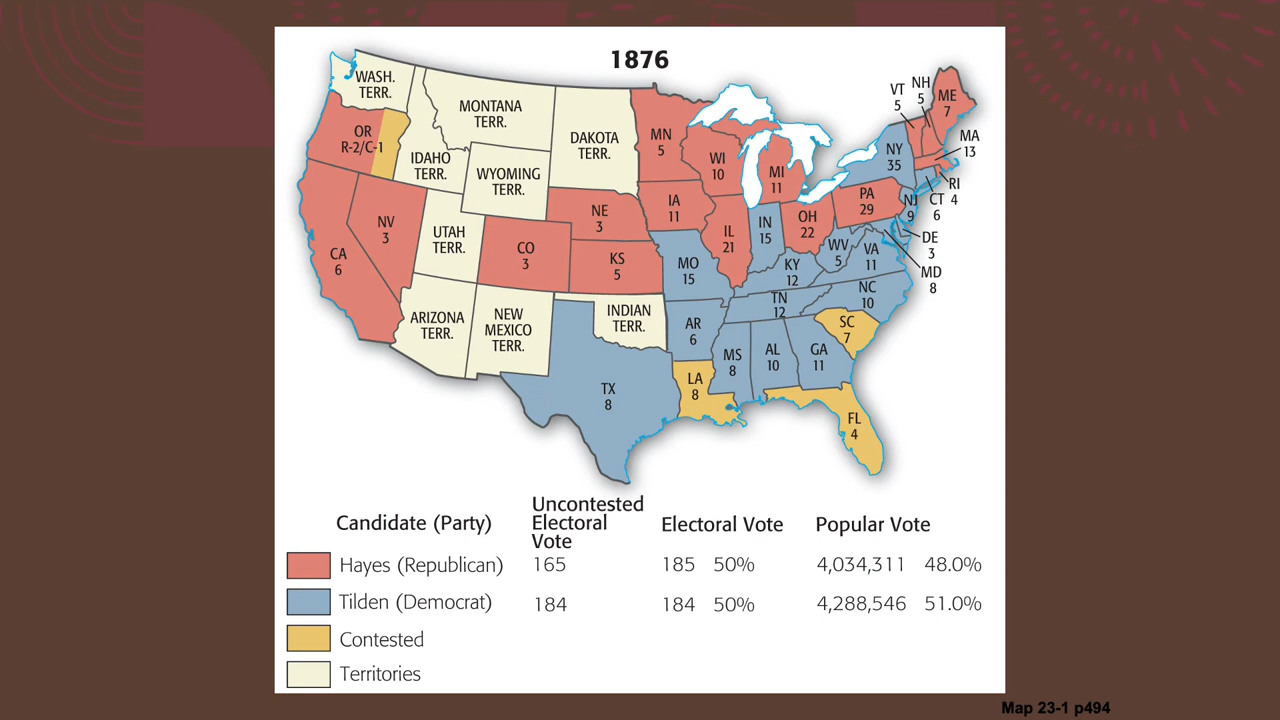 1876
WASH.
TERR.
MONTANA
TERR.
DAKOTA
TERR.
MN
5
VT
5
NH
5
ME
7
MA
13
OR
R-2/C-1
IDAHO
TERR.
WYOMING
TERR.
WI
10
MI
11
NY
35
RI
4
CT
6
NJ
9
PA
29
NV
3
UTAH
TERR.
CO
3
NE
3
IA
11
IL
21
IN
15
OH
22
WV
5
VA
11
DE
3
MD
8
CA
6
KS
5
MO
15
KY
12
NC
10
TN
12
ARIZONA
TERR.
NEW
MEXICO
TERR.
INDIAN
TERR.
AR
6
SC
7
MS
8
AL
10
GA
11
TX
8
LA
8
FL
4
Candidate (Party)
Uncontested
Electoral
Vote
Electoral Vote
Popular Vote
Hayes (Republican) 165 185 50% 4,034,311 48.0%
Tilden (Democrat) 184 184 50% 4,288,546 51.0%
Contested
Territories
Map 23-1 p494